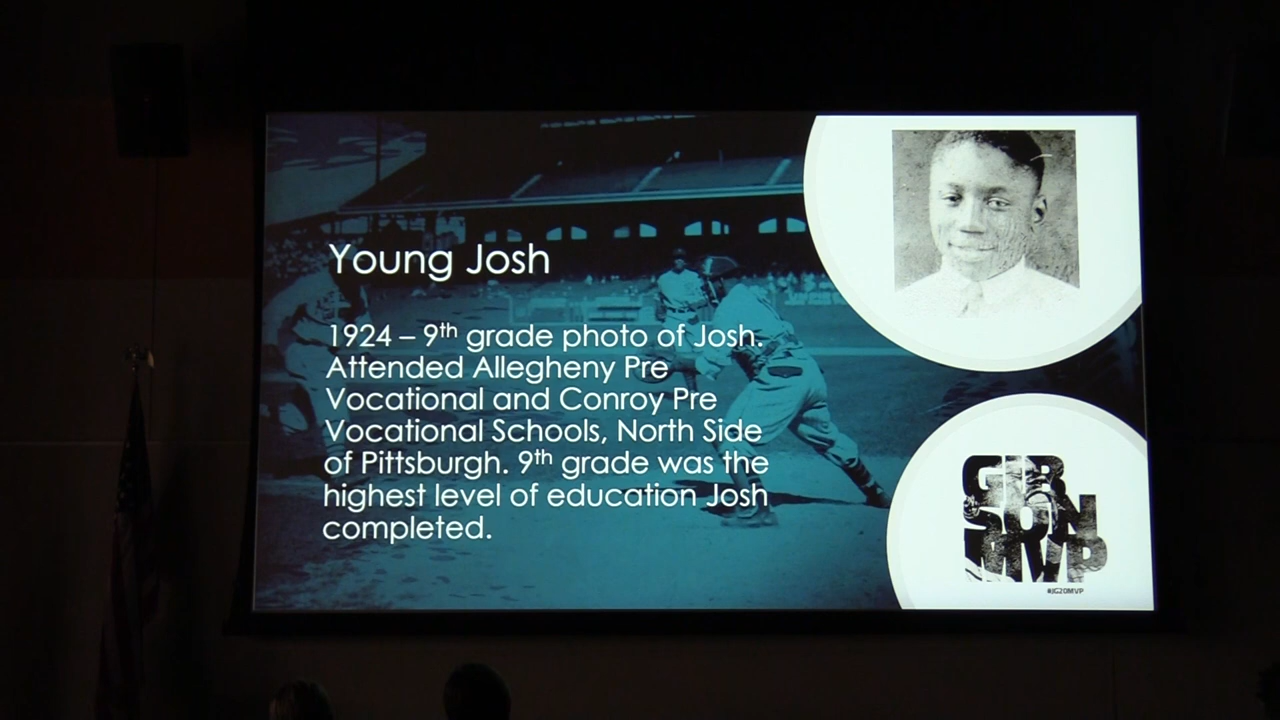 Young Josh
1924 – 9th grade photo of Josh.
Attended Allegheny Pre
Vocational and Conroy Pre
Vocational Schools, North Side
of Pittsburgh. 9th grade was the
highest level of education Josh
completed.
GIB
SON
MVP
#JG20MVP